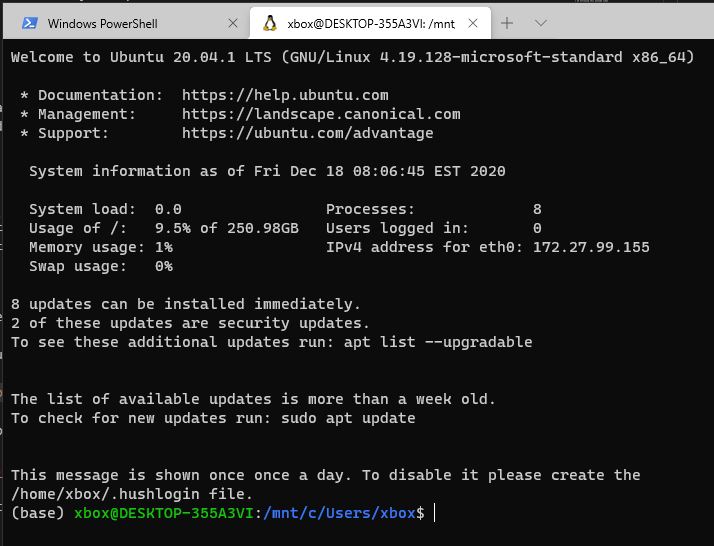 Windows PowerShell
xbox@DESKTOP-355A3VI: /mnt
Welcome to Ubuntu 20.04.1 LTS (GNU/Linux 4.19.128-microsoft-standard x86_64)
* Documentation:  https://help.ubuntu.com
* Management:     https://landscape.canonical.com
* Support:        https://ubuntu.com/advantage
System information as of Fri Dec 18 08:06:45 EST 2020
System load:  0.0                Processes:             8
Usage of /:   9.5% of 250.98GB   Users logged in:       0
Memory usage: 1%                 IPv4 address for eth0: 172.27.99.155
Swap usage:   0%
8 updates can be installed immediately.
2 of these updates are security updates.
To see these additional updates run: apt list --upgradable
The list of available updates is more than a week old.
To check for new updates run: sudo apt update
This message is shown once once a day. To disable it please create the
/home/xbox/.hushlogin file.
(base) xbox@DESKTOP-355A3VI:/mnt/c/Users/xbox$